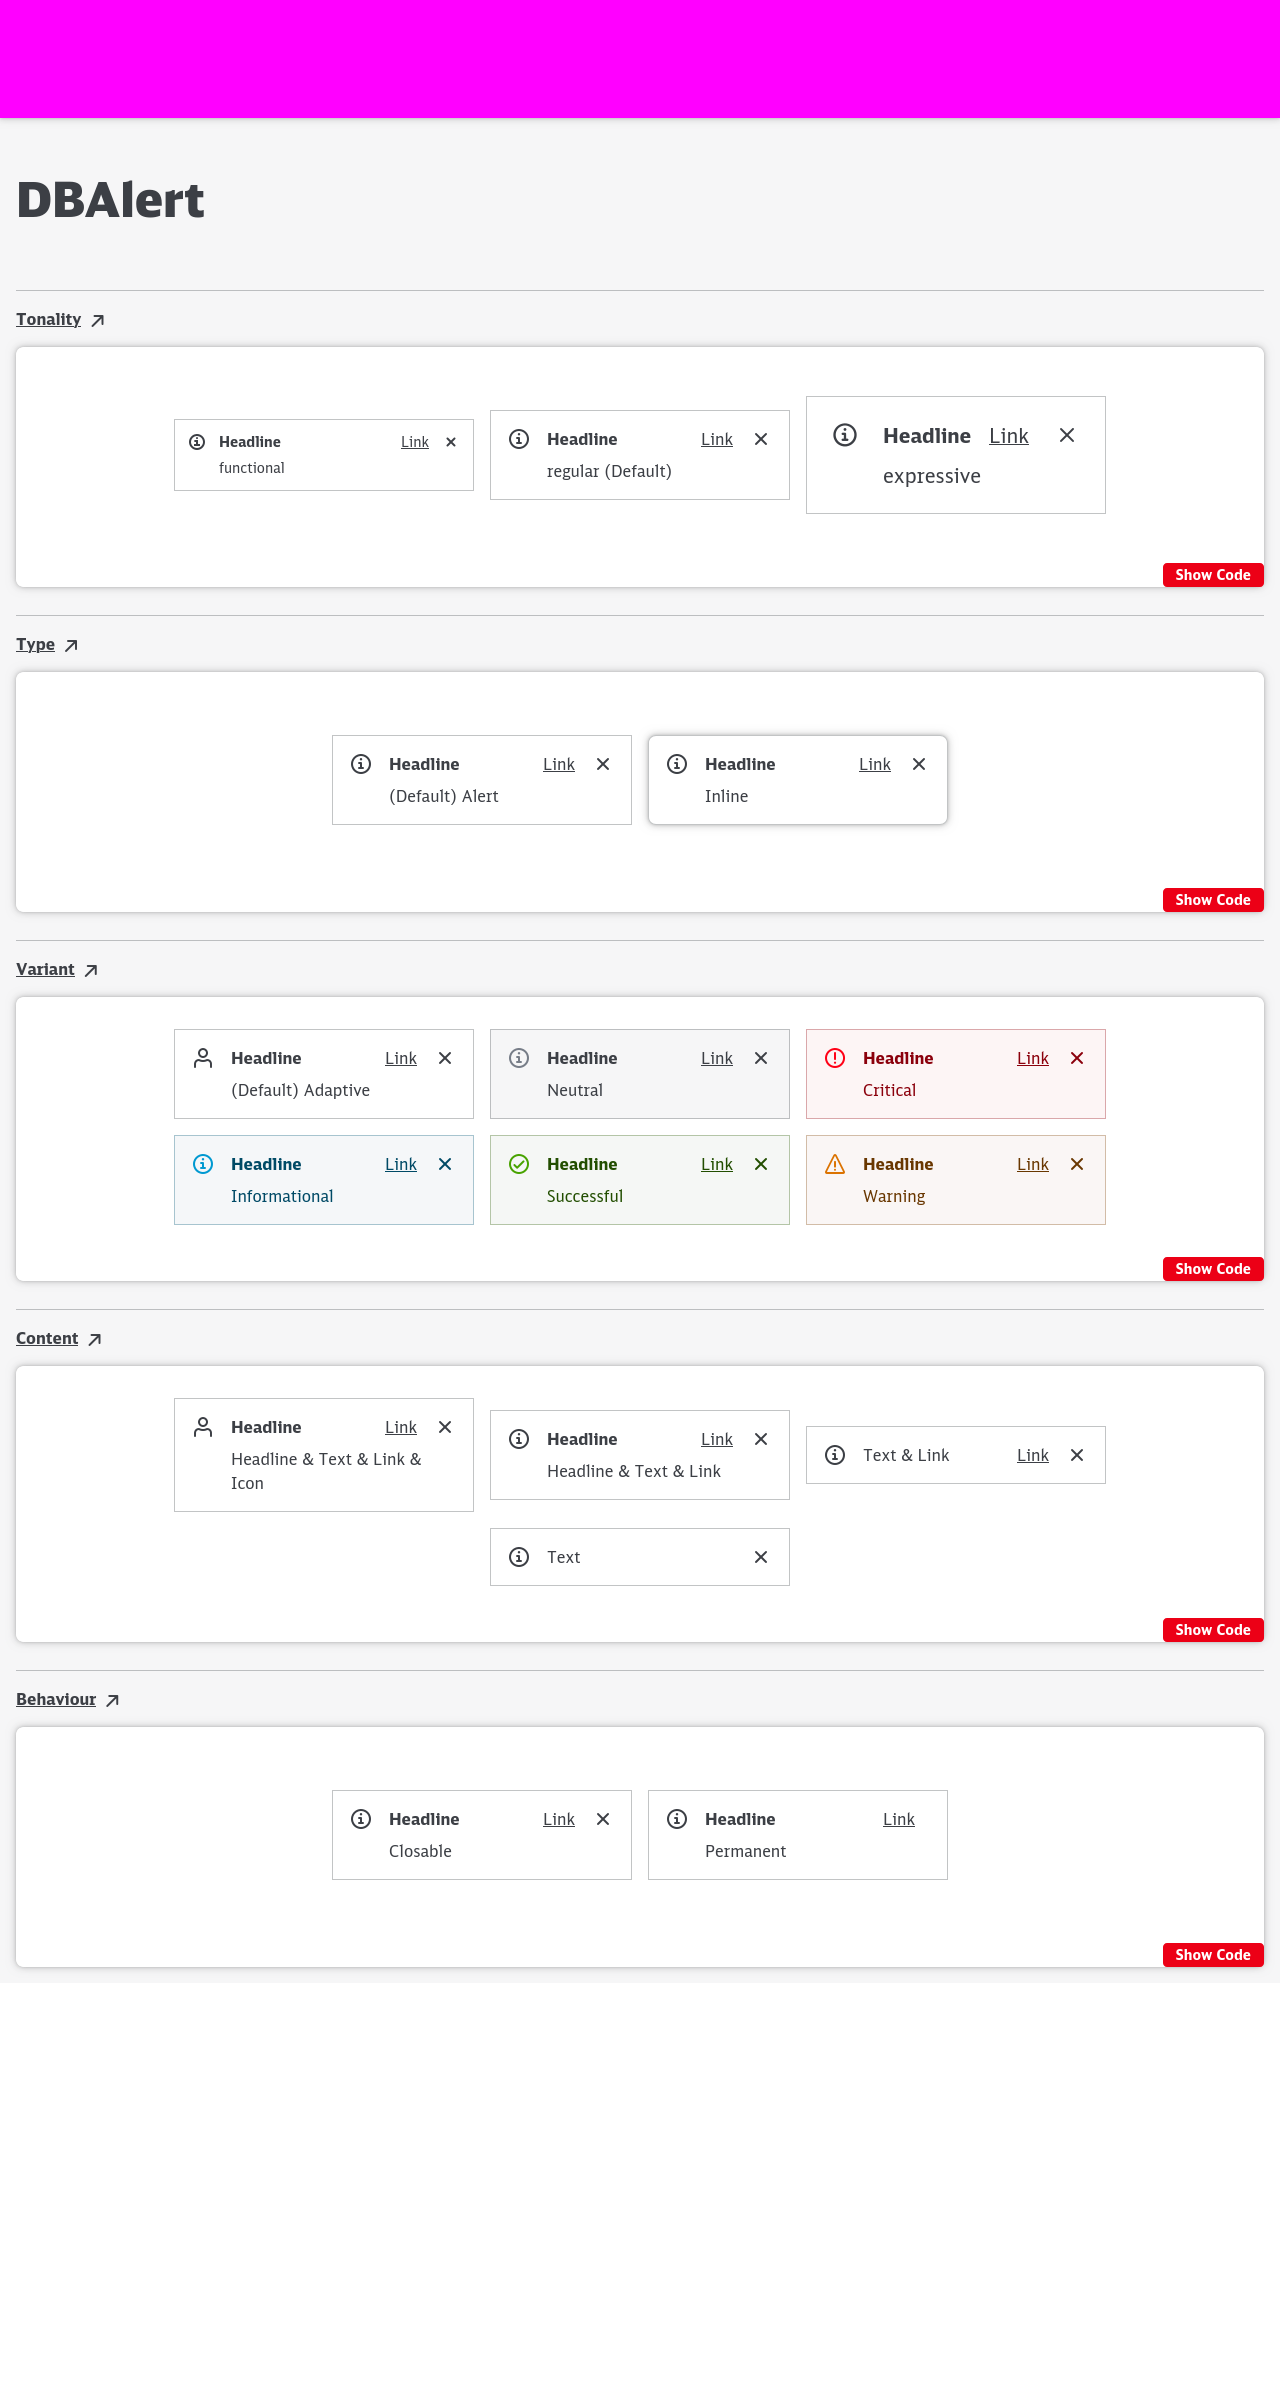 DBAlert
Tonality
Headline Link
functional
Headline Link
regular (Default)
Headline Link
expressive
Show Code
Type
Headline Link
(Default) Alert
Headline Link
Inline
Show Code
Variant
Headline Link
(Default) Adaptive
Headline Link
Neutral
Headline Link
Critical
Headline Link
Informational
Headline Link
Successful
Headline Link
Warning
Show Code
Content
Headline Link
Headline & Text & Link &
Icon
Headline Link
Headline & Text & Link
Text & Link Link
Text
Show Code
Behaviour
Headline Link
Closable
Headline Link
Permanent
Show Code